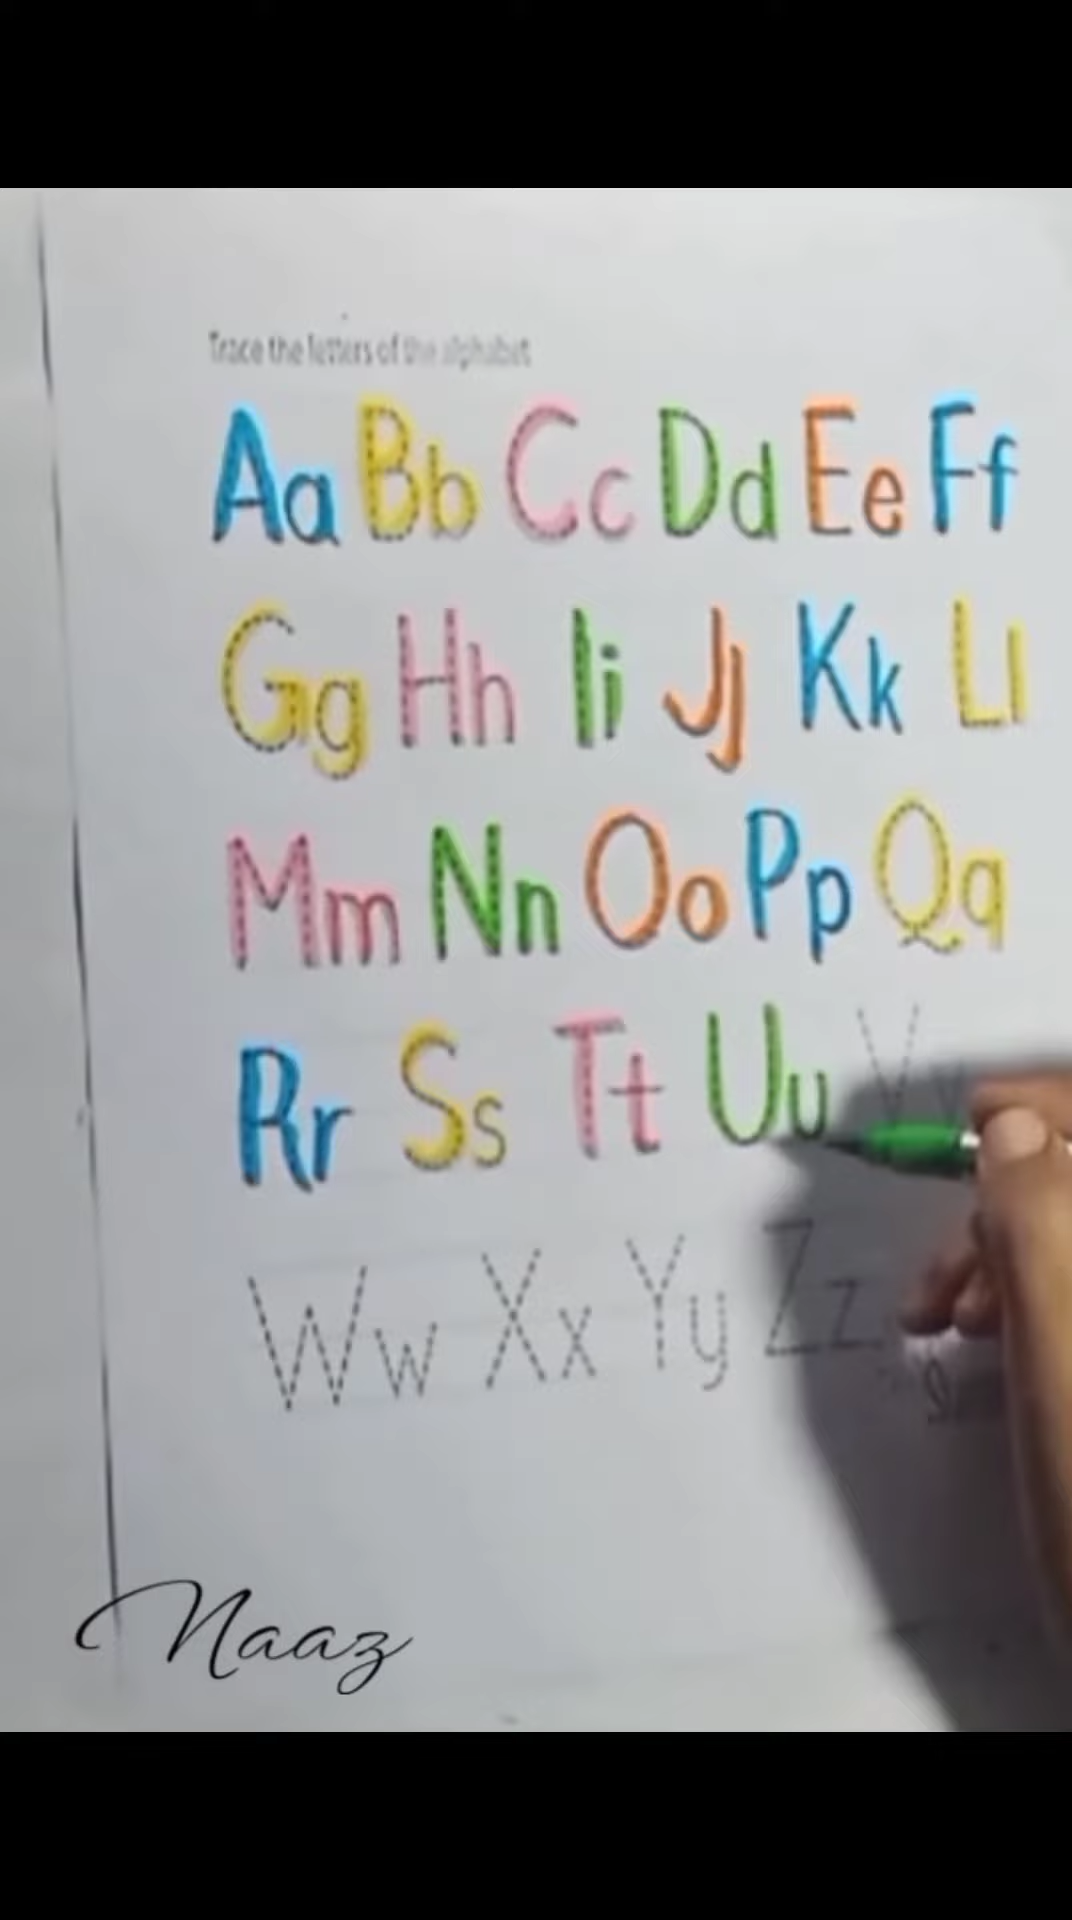 Trace the letters of the alphabet
Aa Bb Cc Dd Ee Ff
Gg Hh Ii Jj Kk Ll
Mm Nn Oo Pp Qq
Rr Ss Tt Uu Vv
Ww Xx Yy Zz
Naaz